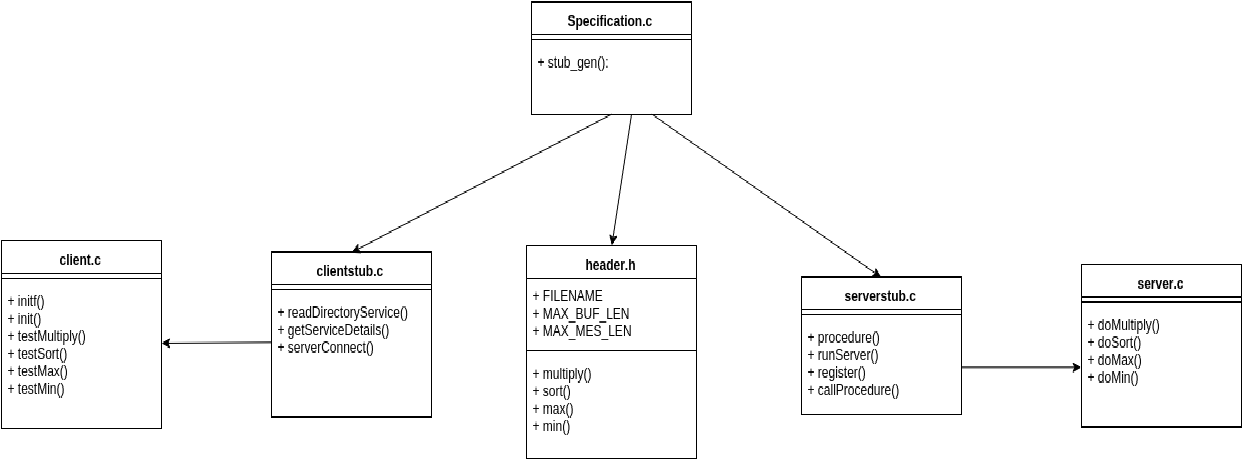 Specification.c
+ stub_gen():
client.c
+ initf()
+ init()
+ testMultiply()
+ testSort()
+ testMax()
+ testMin()
clientstub.c
+ readDirectoryService()
+ getServiceDetails()
+ serverConnect()
header.h
+ FILENAME
+ MAX_BUF_LEN
+ MAX_MES_LEN
+ multiply()
+ sort()
+ max()
+ min()
serverstub.c
+ procedure()
+ runServer()
+ register()
+ callProcedure()
server.c
+ doMultiply()
+ doSort()
+ doMax()
+ doMin()